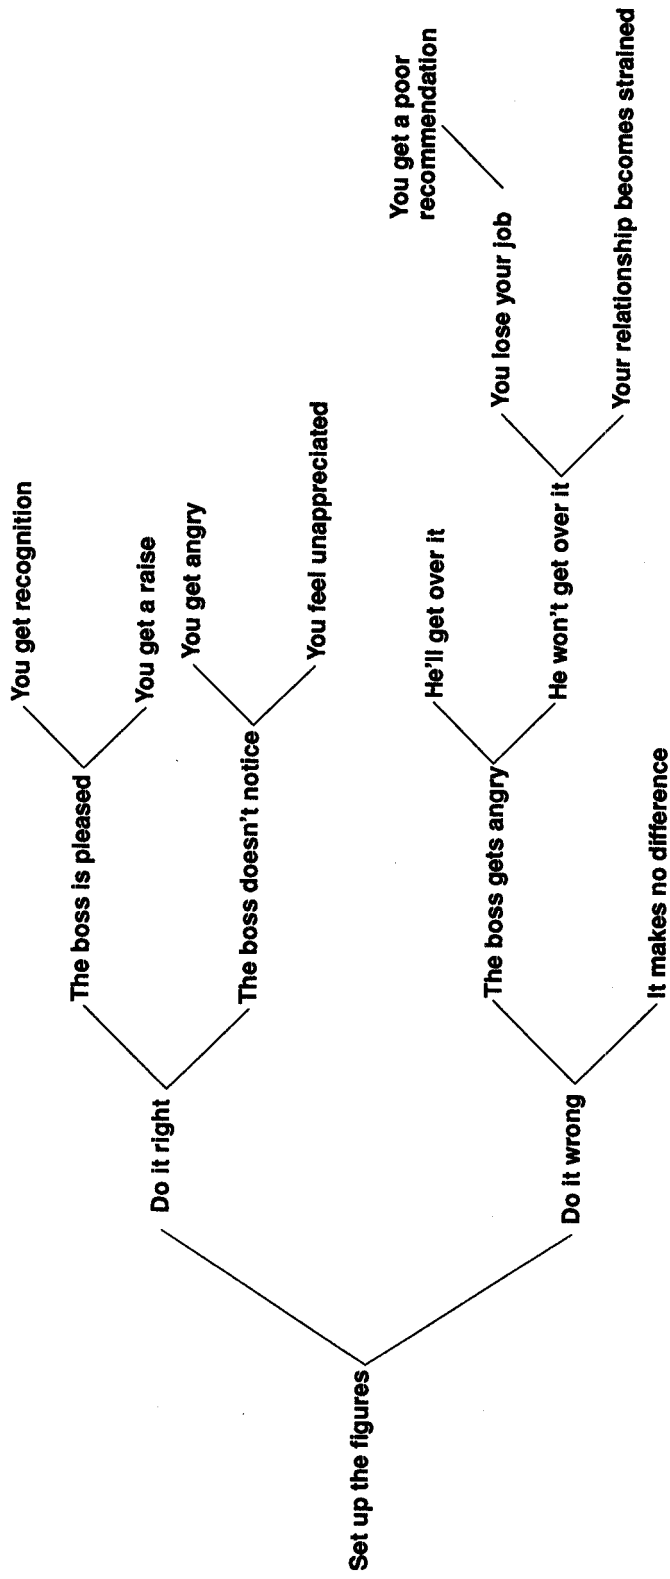 Set up the figures
Do it right
The boss is pleased
You get recognition
You get a raise
The boss doesn't notice
You get angry
You feel unappreciated
Do it wrong
The boss gets angry
He'll get over it
He won't get over it
You lose your job
You get a poor
recommendation
Your relationship becomes strained
It makes no difference